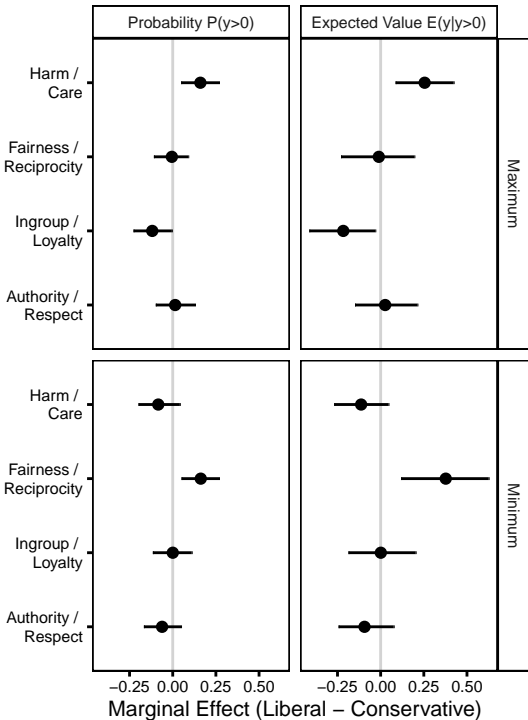 Probability P(y>0)
Expected Value E(y|y>0)
Harm /
Care
Fairness /
Reciprocity
Ingroup /
Loyalty
Authority /
Respect
Maximum
Harm /
Care
Fairness /
Reciprocity
Ingroup /
Loyalty
Authority /
Respect
Minimum
−0.25 0.00 0.25 0.50
−0.25 0.00 0.25 0.50
Marginal Effect (Liberal − Conservative)